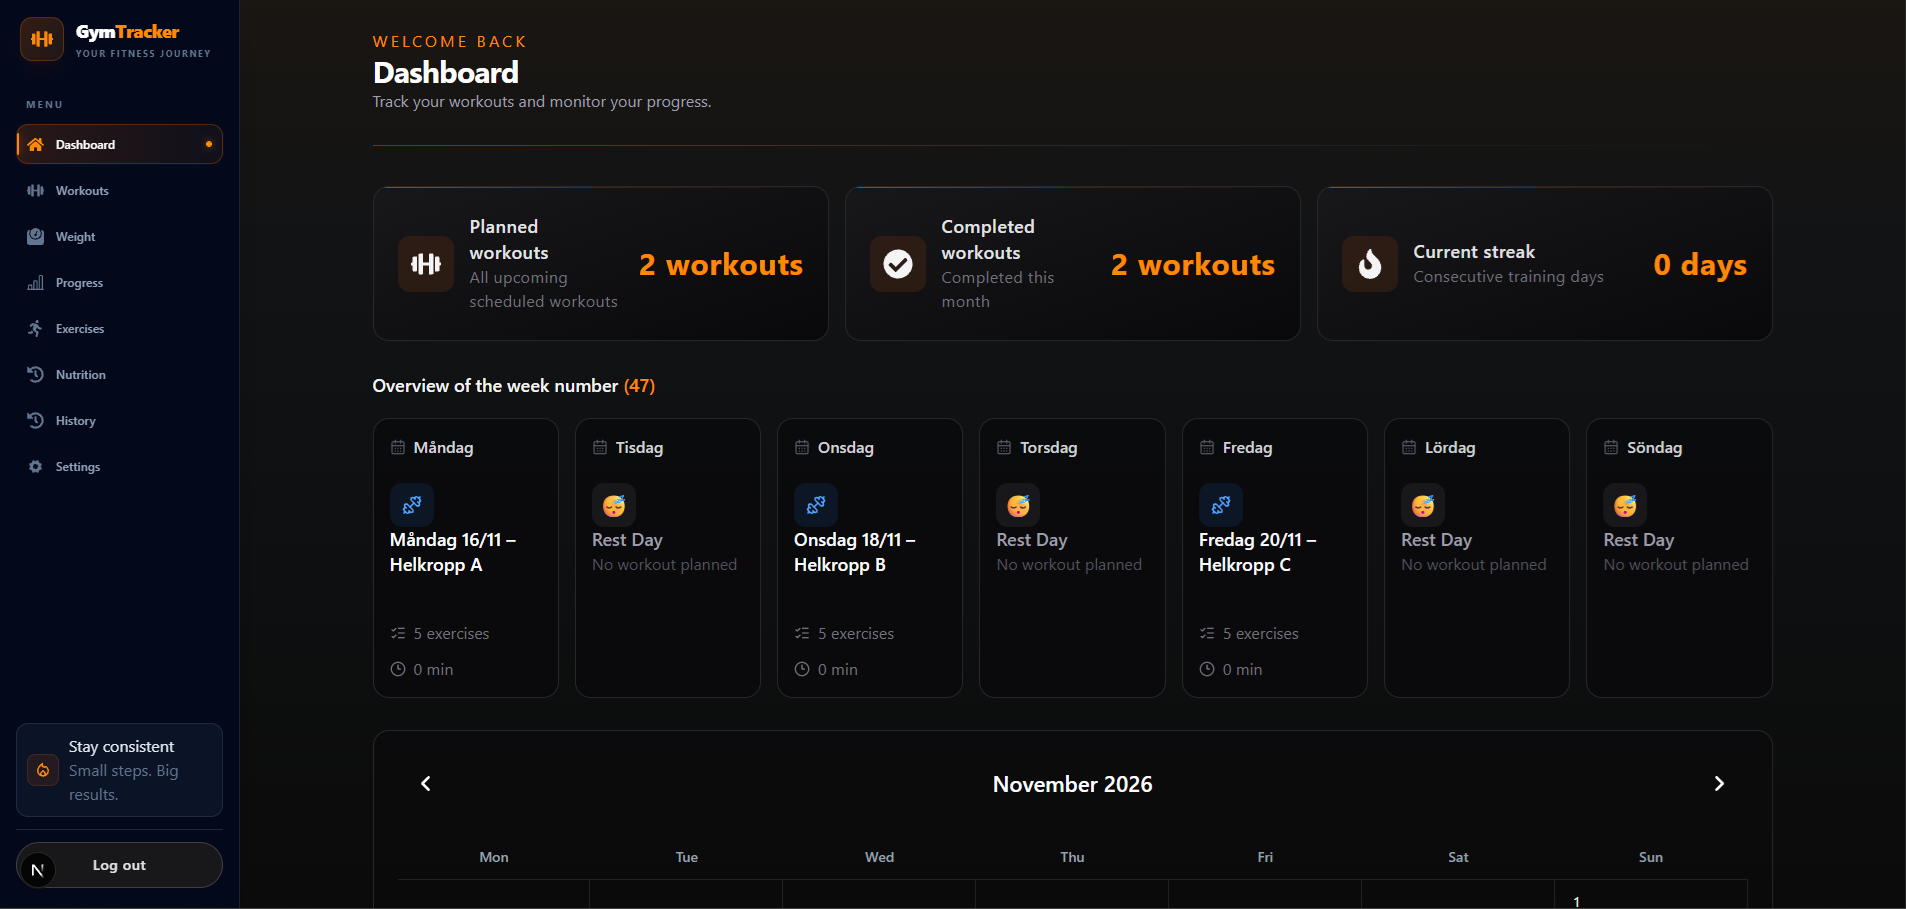 GymTracker
YOUR FITNESS JOURNEY
MENU
Dashboard
Workouts
Weight
Progress
Exercises
Nutrition
History
Settings
Stay consistent
Small steps. Big
results.
N
Log out
WELCOME BACK
Dashboard
Track your workouts and monitor your progress.
Planned
workouts
All upcoming
scheduled workouts
2 workouts
Completed
workouts
Completed this
month
2 workouts
Current streak
Consecutive training days
0 days
Overview of the week number (47)
Måndag
Måndag 16/11 –
Helkropp A
5 exercises
0 min
Tisdag
Rest Day
No workout planned
Onsdag
Onsdag 18/11 –
Helkropp B
5 exercises
0 min
Torsdag
Rest Day
No workout planned
Fredag
Fredag 20/11 –
Helkropp C
5 exercises
0 min
Lördag
Rest Day
No workout planned
Söndag
Rest Day
No workout planned
November 2026
Mon Tue Wed Thu Fri Sat Sun
1